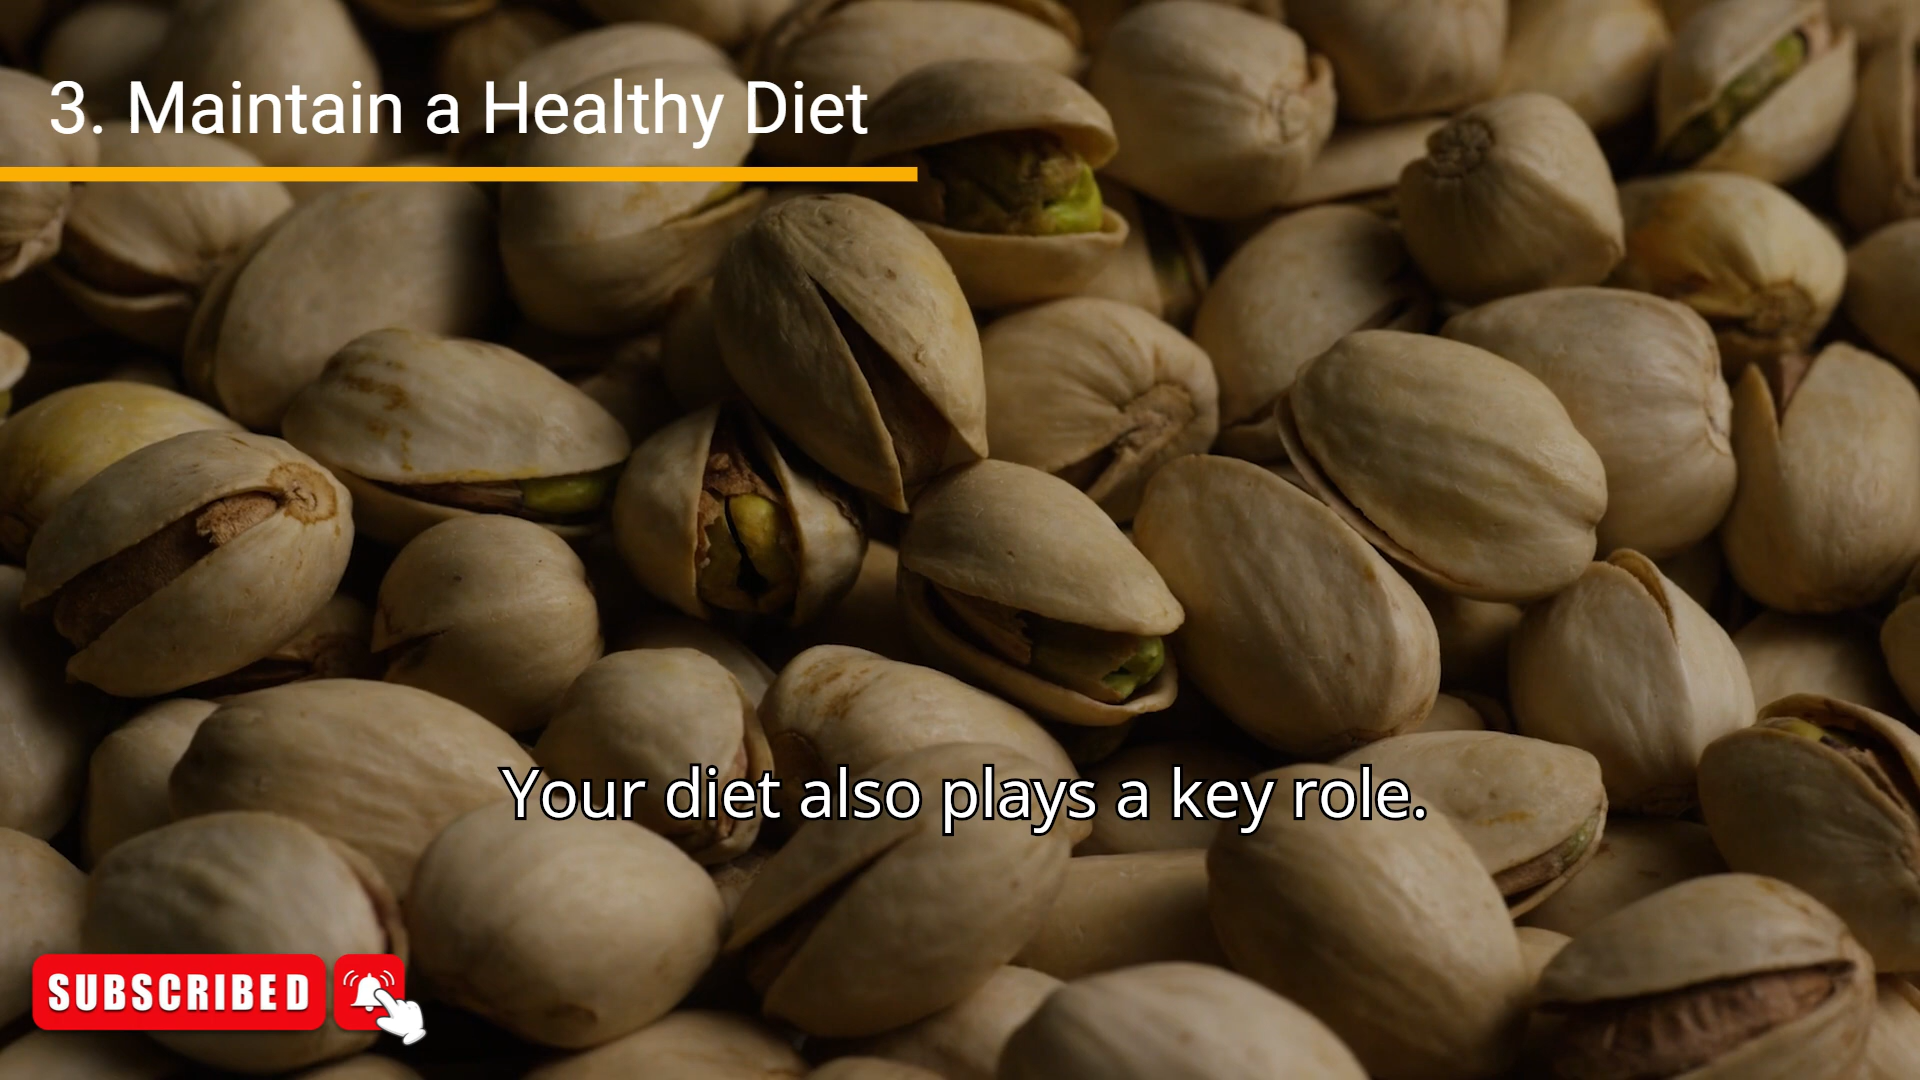 3. Maintain a Healthy Diet
Your diet also plays a key role.
SUBSCRIBED